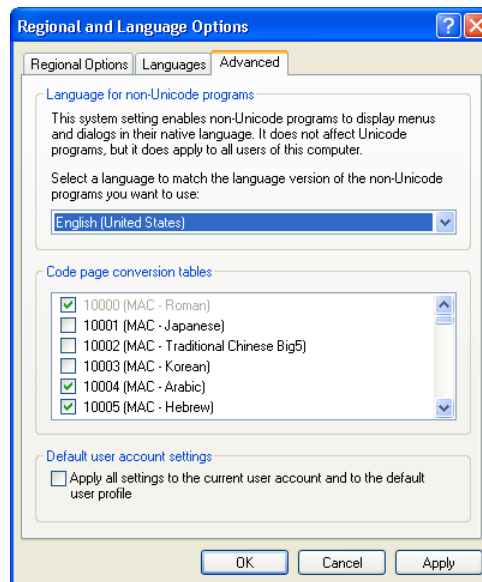 Regional and Language Options
Regional Options Languages Advanced
Language for non-Unicode programs
This system setting enables non-Unicode programs to display menus
and dialogs in their native language. It does not affect Unicode
programs, but it does apply to all users of this computer.
Select a language to match the language version of the non-Unicode
programs you want to use:
English (United States)
Code page conversion tables
10000 (MAC - Roman)
10001 (MAC - Japanese)
10002 (MAC - Traditional Chinese Big5)
10003 (MAC - Korean)
10004 (MAC - Arabic)
10005 (MAC - Hebrew)
Default user account settings
Apply all settings to the current user account and to the default
user profile
OK Cancel Apply